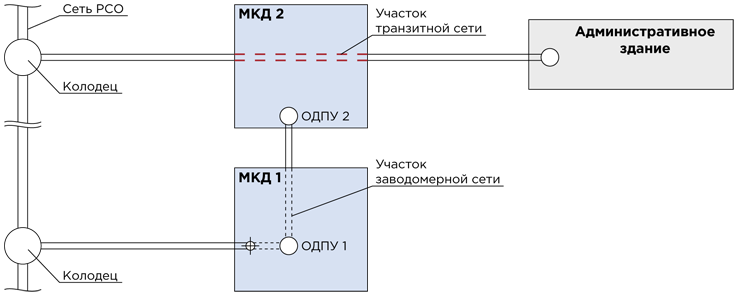 Сеть РСО
МКД 2
Участок
транзитной сети
Административное
здание
Колодец
ОДПУ 2
МКД 1
Участок
заводомерной сети
ОДПУ 1
Колодец